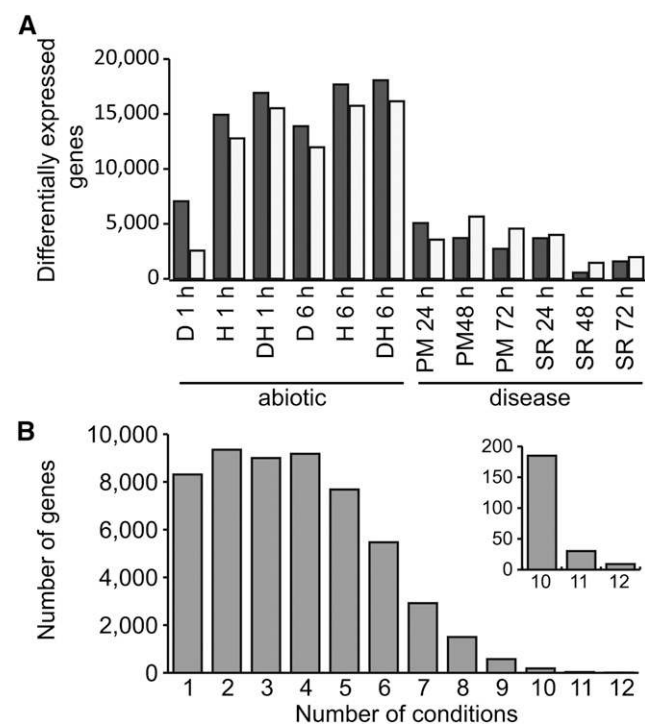 A
Differentially expressed
genes
20,000
15,000
10,000
5,000
0
D 1 h
H 1 h
DH 1 h
D 6 h
H 6 h
DH 6 h
PM 24 h
PM48 h
PM 72 h
SR 24 h
SR 48 h
SR 72 h
abiotic
disease
B
Number of genes
10,000
8,000
6,000
4,000
2,000
0
1 2 3 4 5 6 7 8 9 10 11 12
Number of conditions
200
150
100
50
0
10 11 12